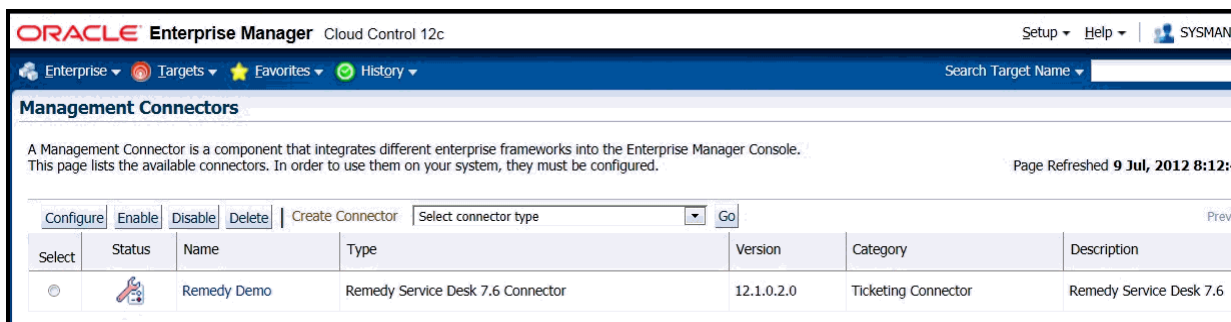 ORACLE Enterprise Manager Cloud Control 12c Setup Help SYSMAN
Enterprise Targets Favorites History Search Target Name
Management Connectors
A Management Connector is a component that integrates different enterprise frameworks into the Enterprise Manager Console.
This page lists the available connectors. In order to use them on your system, they must be configured. Page Refreshed 9 Jul, 2012 8:12:
Configure Enable Disable Delete | Create Connector Select connector type Go Prev
Select Status Name Type Version Category Description
Remedy Demo Remedy Service Desk 7.6 Connector 12.1.0.2.0 Ticketing Connector Remedy Service Desk 7.6